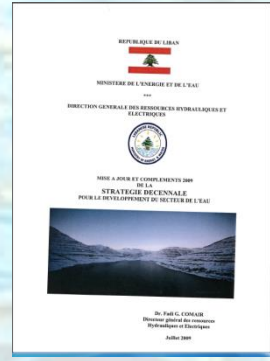 REPUBLIQUE DU LIBAN
MINISTERE DE L'ENERGIE ET DE L'EAU
***
DIRECTION GENERALE DES RESSOURCES HYDRAULIQUES ET
ELECTRIQUES
MISE A JOUR ET COMPLEMENTS 2009
DE LA
STRATEGIE DECENNALE
POUR LE DEVELOPPEMENT DU SECTEUR DE L'EAU
Dr. Fadi G. COMAIR
Directeur général des ressources
Hydrauliques et Electriques
Juillet 2009